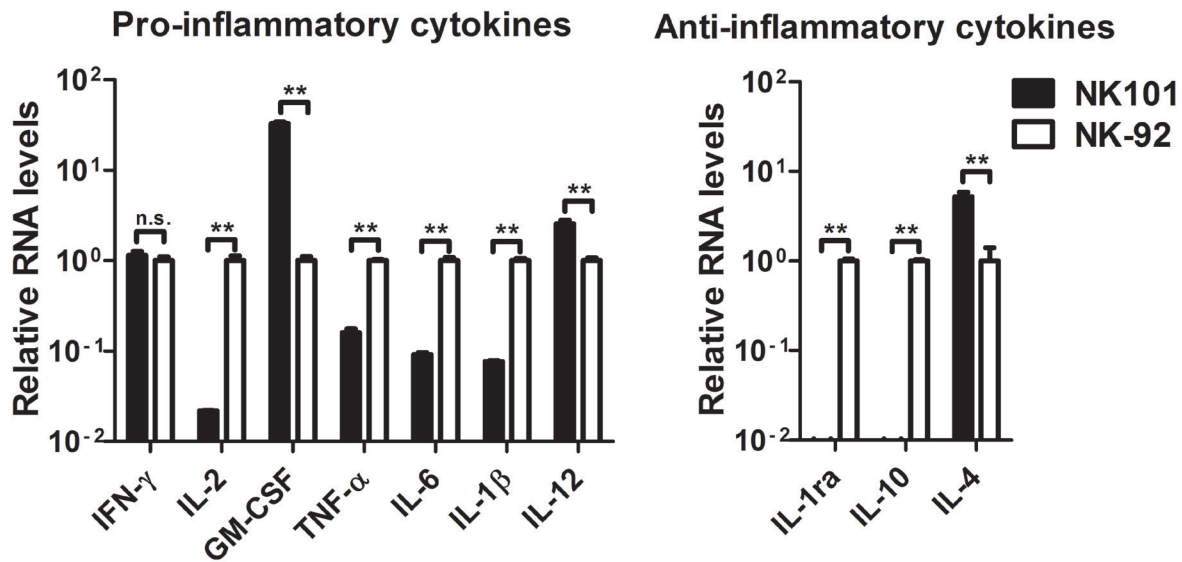 Pro-inflammatory cytokines
Relative RNA levels
10²
10¹
10⁰
10⁻¹
10⁻²
n.s.
**
**
**
**
**
**
IFN-γ
IL-2
GM-CSF
TNF-α
IL-6
IL-1β
IL-12
Anti-inflammatory cytokines
Relative RNA levels
10²
10¹
10⁰
10⁻¹
10⁻²
**
**
**
IL-1ra
IL-10
IL-4
NK101
NK-92